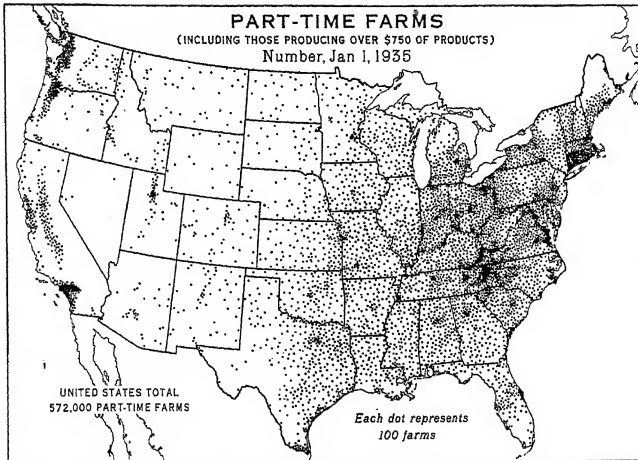 PART-TIME FARMS
(INCLUDING THOSE PRODUCING OVER $750 OF PRODUCTS)
Number, Jan 1, 1935
UNITED STATES TOTAL
572,000 PART-TIME FARMS
Each dot represents
100 farms